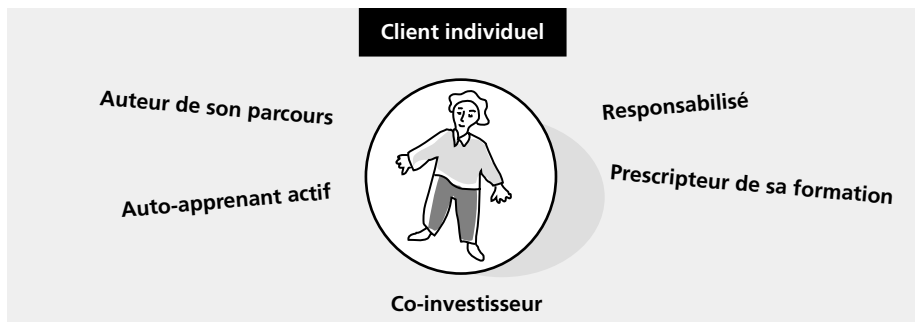 Client individuel
Auteur de son parcours
Responsabilisé
Auto-apprenant actif
Prescripteur de sa formation
Co-investisseur